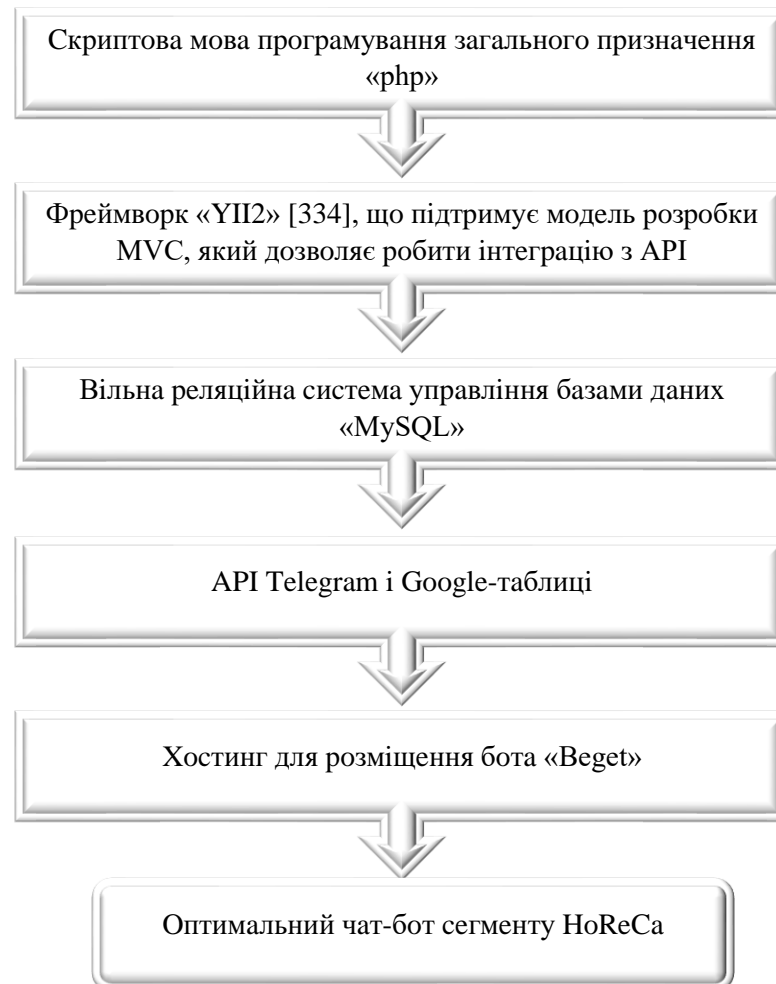 Скриптова мова програмування загального призначення
«php»
Фреймворк «YII2» [334], що підтримує модель розробки
MVC, який дозволяє робити інтеграцію з API
Вільна реляційна система управління базами даних
«MySQL»
API Telegram і Google-таблиці
Хостинг для розміщення бота «Beget»
Оптимальний чат-бот сегменту HoReCa